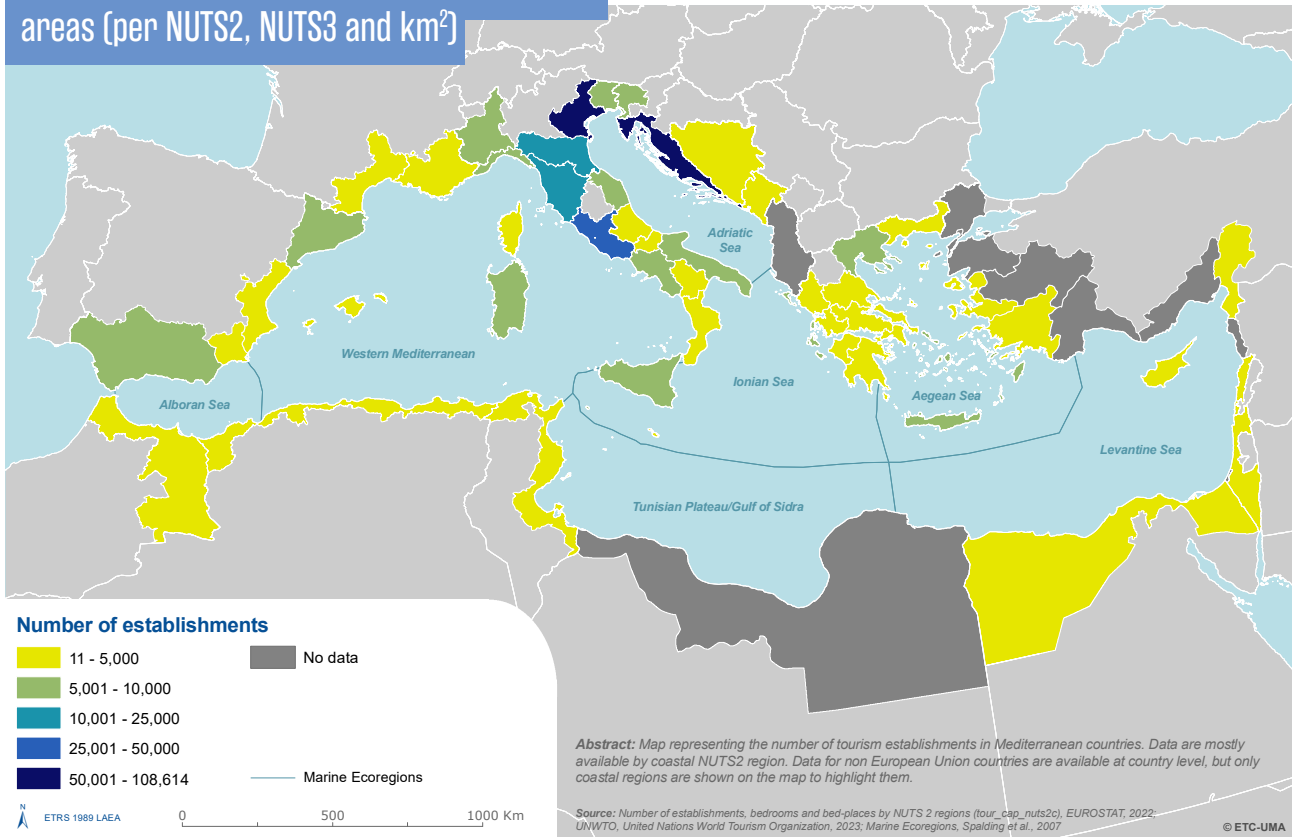 areas (per NUTS2, NUTS3 and km²)
Adriatic
Sea
Western Mediterranean
Ionian Sea
Alboran Sea
Aegean Sea
Levantine Sea
Tunisian Plateau/Gulf of Sidra
Number of establishments
11 - 5,000
No data
5,001 - 10,000
10,001 - 25,000
25,001 - 50,000
50,001 - 108,614
Marine Ecoregions
N
ETRS 1989 LAEA
0 500 1000 Km
Abstract: Map representing the number of tourism establishments in Mediterranean countries. Data are mostly
available by coastal NUTS2 region. Data for non European Union countries are available at country level, but only
coastal regions are shown on the map to highlight them.
Source: Number of establishments, bedrooms and bed-places by NUTS 2 regions (tour_cap_nuts2c), EUROSTAT, 2022;
UNWTO, United Nations World Tourism Organization, 2023; Marine Ecoregions, Spalding et al., 2007
© ETC-UMA